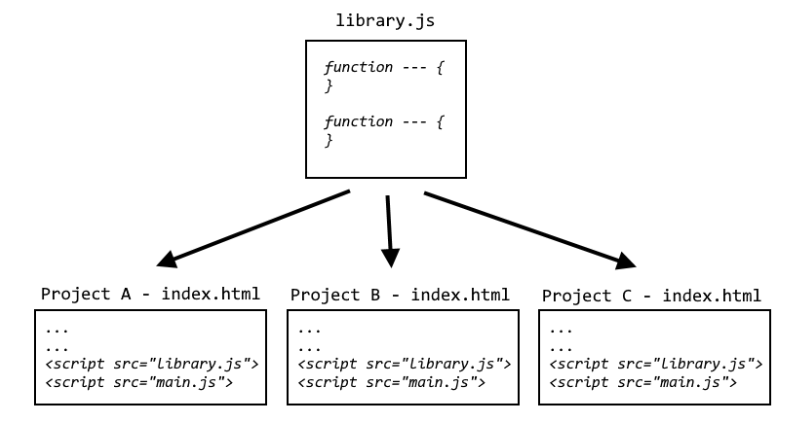 library.js
function --- {
}
function --- {
}
Project A - index.html
...
...
<script src="library.js">
<script src="main.js">
Project B - index.html
...
...
<script src="library.js">
<script src="main.js">
Project C - index.html
...
...
<script src="library.js">
<script src="main.js">